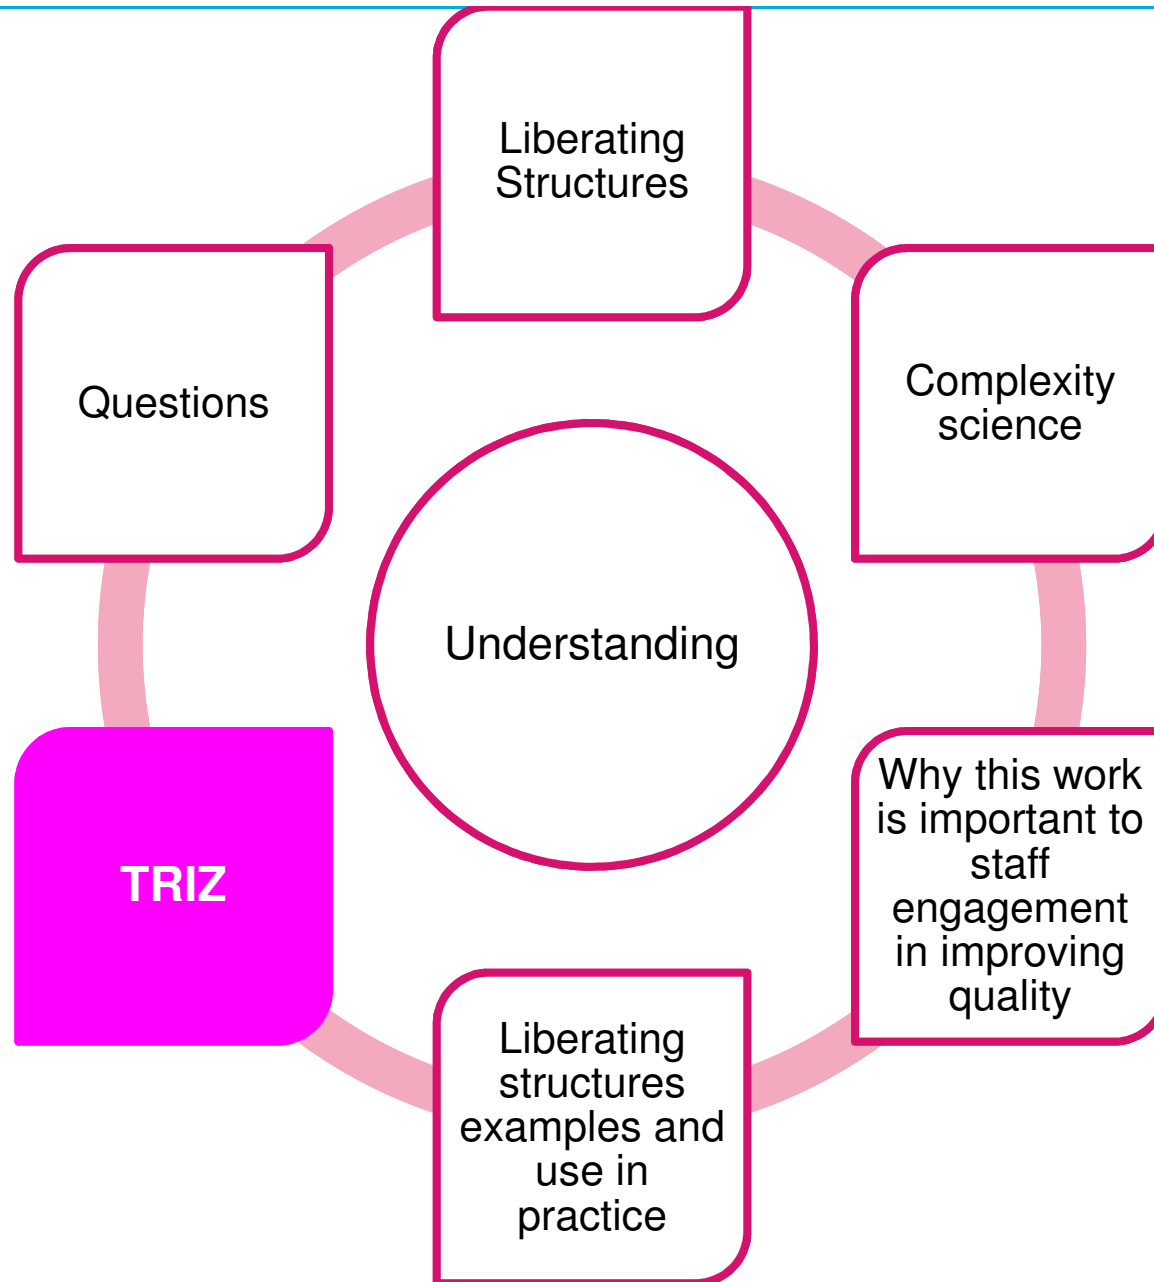 Liberating
Structures
Complexity
science
Questions
Understanding
Why this work
is important to
staff
engagement
in improving
quality
TRIZ
Liberating
structures
examples and
use in
practice